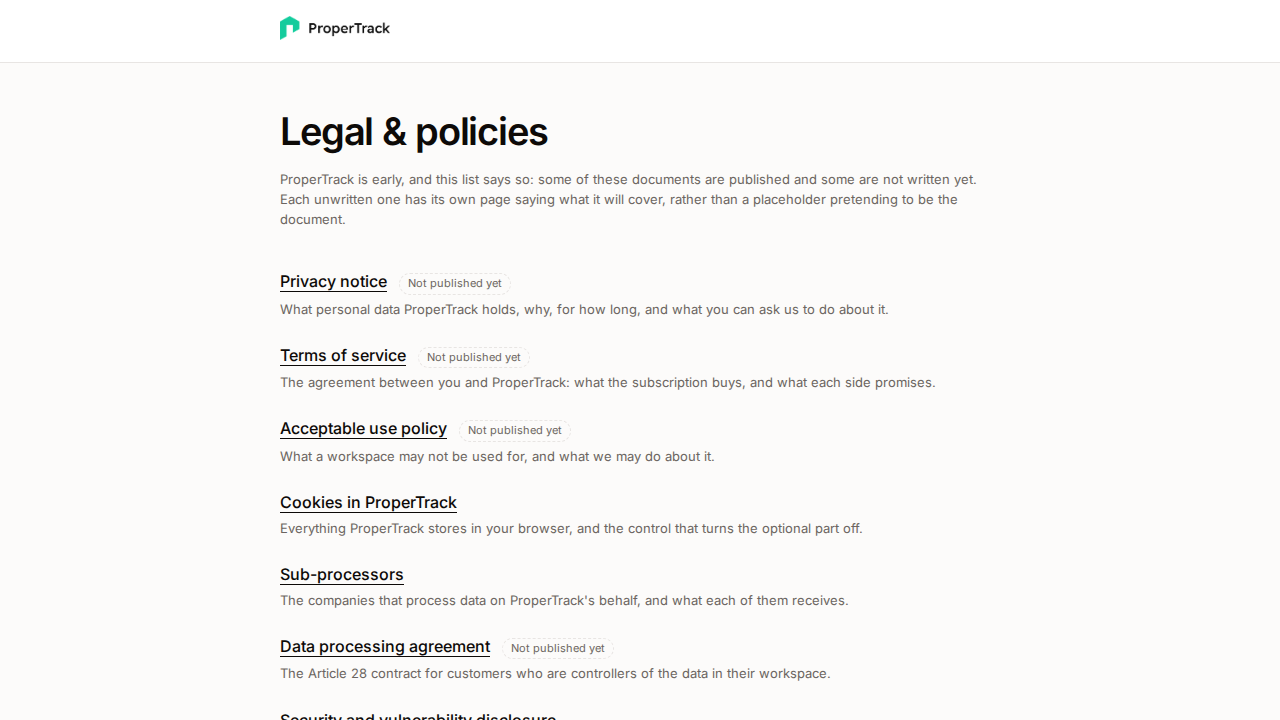 ProperTrack
Legal & policies
ProperTrack is early, and this list says so: some of these documents are published and some are not written yet.
Each unwritten one has its own page saying what it will cover, rather than a placeholder pretending to be the
document.
Privacy notice Not published yet
What personal data ProperTrack holds, why, for how long, and what you can ask us to do about it.
Terms of service Not published yet
The agreement between you and ProperTrack: what the subscription buys, and what each side promises.
Acceptable use policy Not published yet
What a workspace may not be used for, and what we may do about it.
Cookies in ProperTrack
Everything ProperTrack stores in your browser, and the control that turns the optional part off.
Sub-processors
The companies that process data on ProperTrack's behalf, and what each of them receives.
Data processing agreement Not published yet
The Article 28 contract for customers who are controllers of the data in their workspace.
Security and vulnerability disclosure